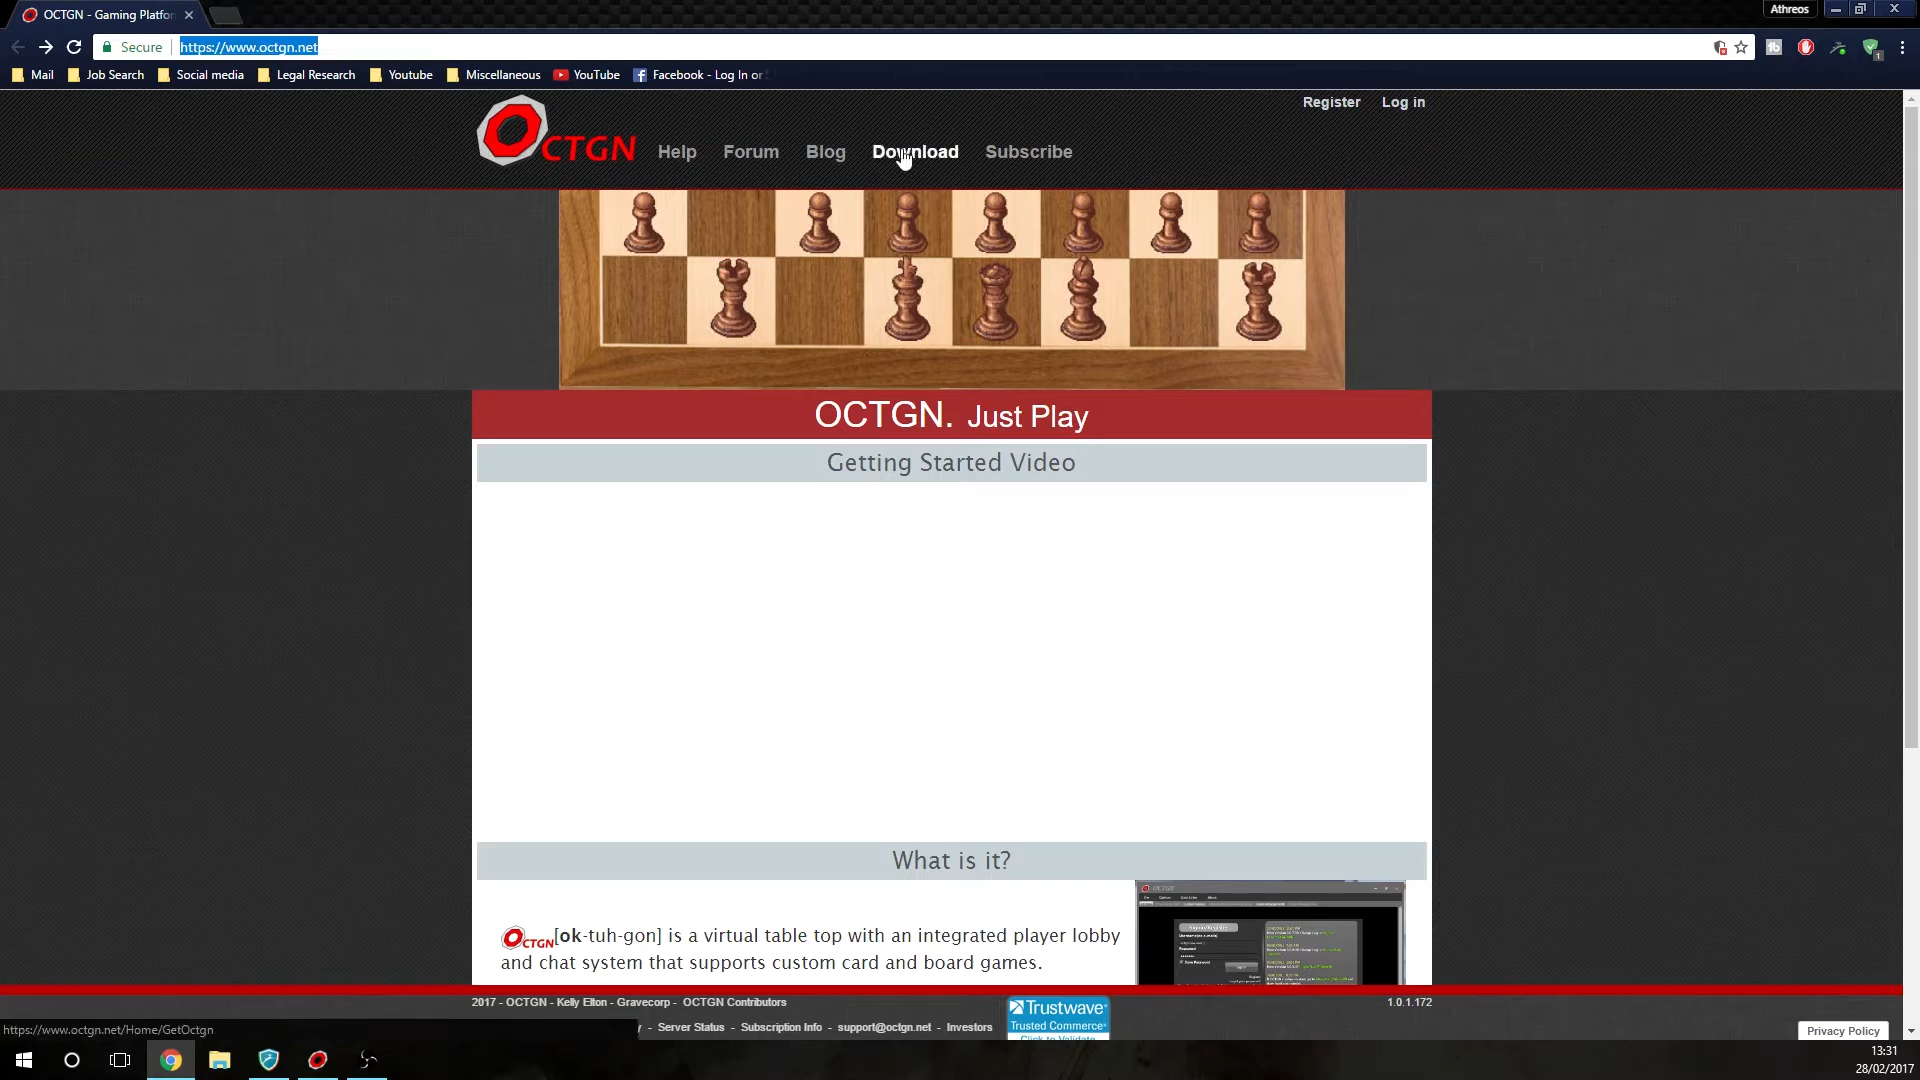 OCTGN - Gaming Platfor
Athreos
Secure https://www.octgn.net
Mail Job Search Social media Legal Research Youtube Miscellaneous YouTube Facebook - Log In or
Register Log in
OCTGN Help Forum Blog Download Subscribe
OCTGN. Just Play
Getting Started Video
What is it?
OCTGN[ok-tuh-gon] is a virtual table top with an integrated player lobby
and chat system that supports custom card and board games.
2017 - OCTGN - Kelly Elton - Gravecorp - OCTGN Contributors
1.0.1.172
y - Server Status - Subscription Info - support@octgn.net - Investors
Trustwave
Trusted Commerce
Click to Validate
https://www.octgn.net/Home/GetOctgn
Privacy Policy
13:31
28/02/2017